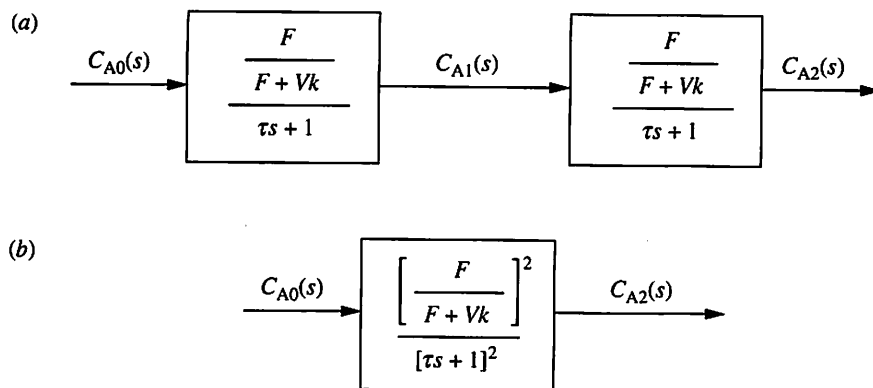 (a)
C_A0(s)
F
F + Vk
τs + 1
C_A1(s)
F
F + Vk
τs + 1
C_A2(s)
(b)
C_A0(s)
[ F
F + Vk ]^2
[τs + 1]^2
C_A2(s)